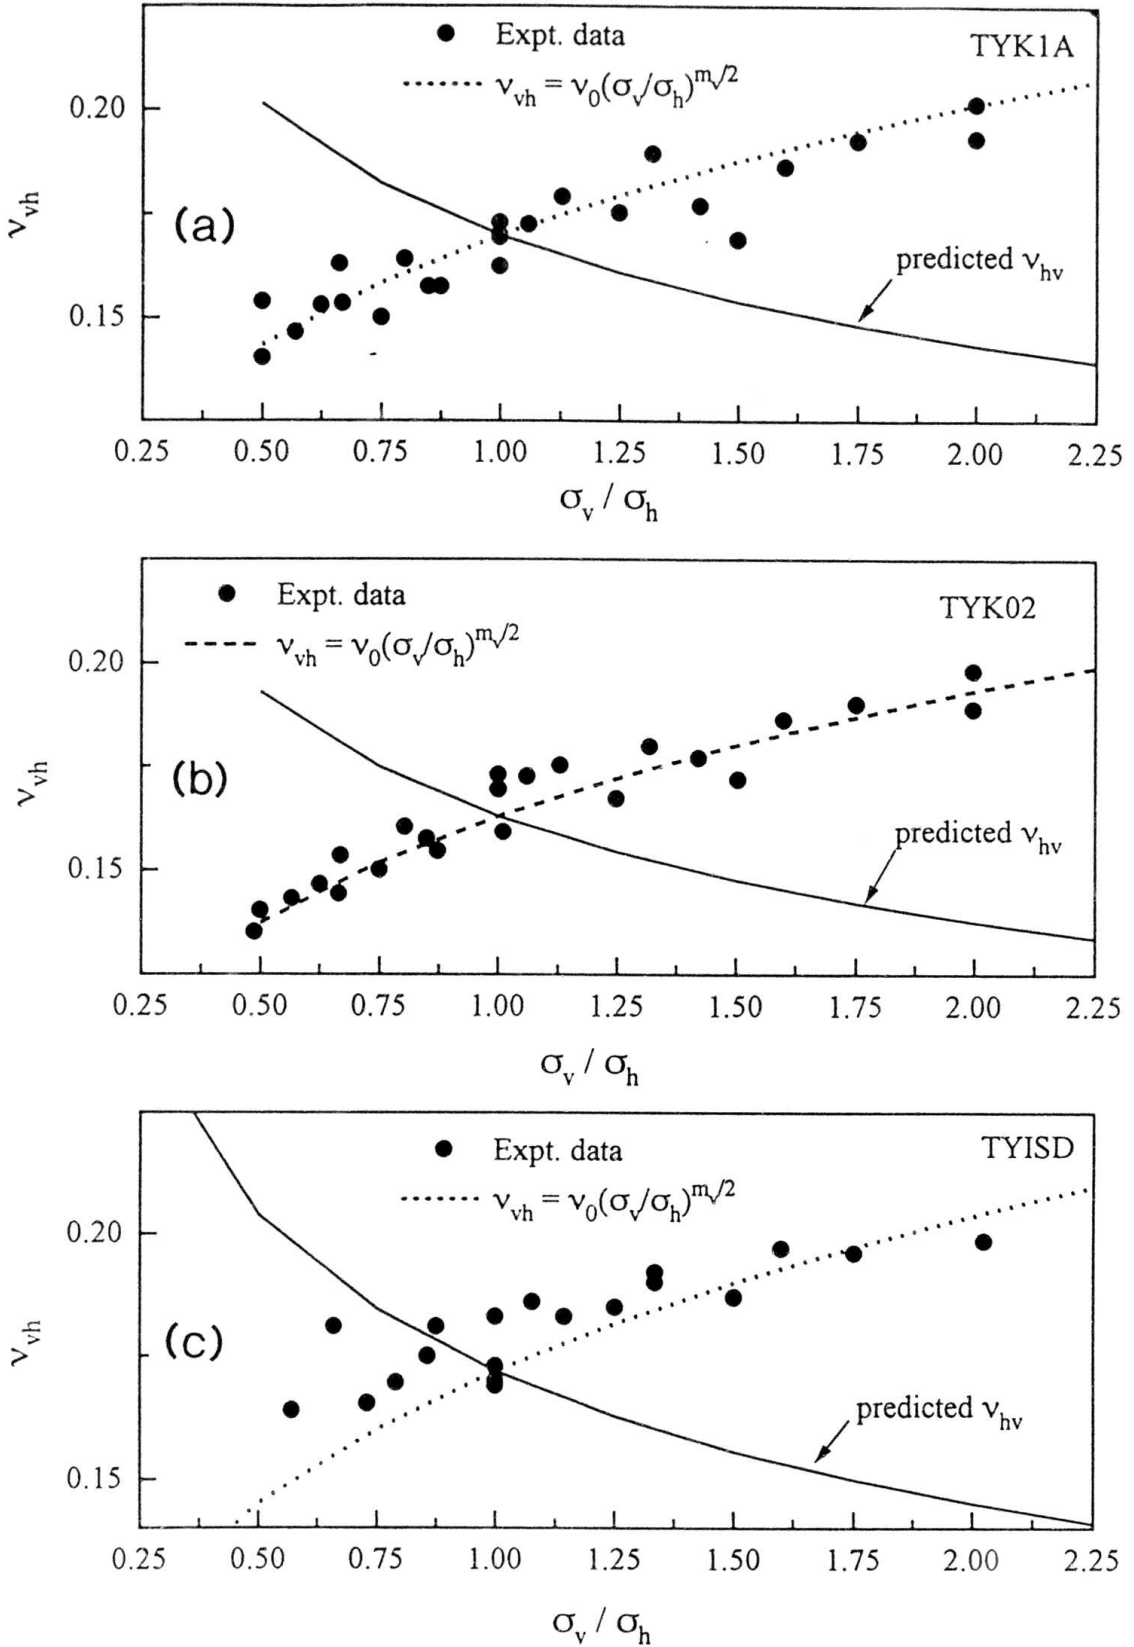 Expt. data
TYK1A
ν_vh = ν_0(σ_v/σ_h)^{m_v/2}
0.20
ν_vh
(a)
predicted ν_hv
0.15
0.25 0.50 0.75 1.00 1.25 1.50 1.75 2.00 2.25
σ_v / σ_h
Expt. data
TYK02
ν_vh = ν_0(σ_v/σ_h)^{m_v/2}
0.20
ν_vh
(b)
predicted ν_hv
0.15
0.25 0.50 0.75 1.00 1.25 1.50 1.75 2.00 2.25
σ_v / σ_h
Expt. data
TYISD
ν_vh = ν_0(σ_v/σ_h)^{m_v/2}
0.20
ν_vh
(c)
predicted ν_hv
0.15
0.25 0.50 0.75 1.00 1.25 1.50 1.75 2.00 2.25
σ_v / σ_h